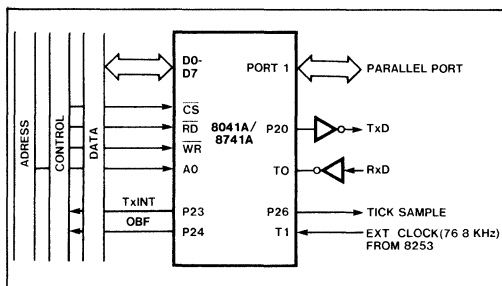 ADRESS
CONTROL
DATA
D0-
D7
CS
RD
WR
A0
TxINT
P23
OBF
P24
8041A/
8741A
PORT 1
PARALLEL PORT
P20
TxD
TO
RxD
P26
TICK SAMPLE
T1
EXT CLOCK(76 8 KHz)
FROM 8253